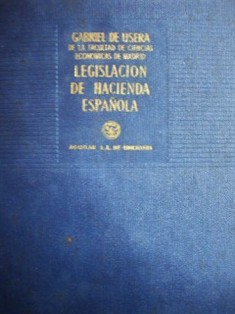 GABRIEL DE USERA
DE LA FACULTAD DE CIENCIAS
ECONOMICAS DE MADRID
LEGISLACION
DE HACIENDA
ESPAÑOLA
AGUILAR S.A. DE EDICIONES